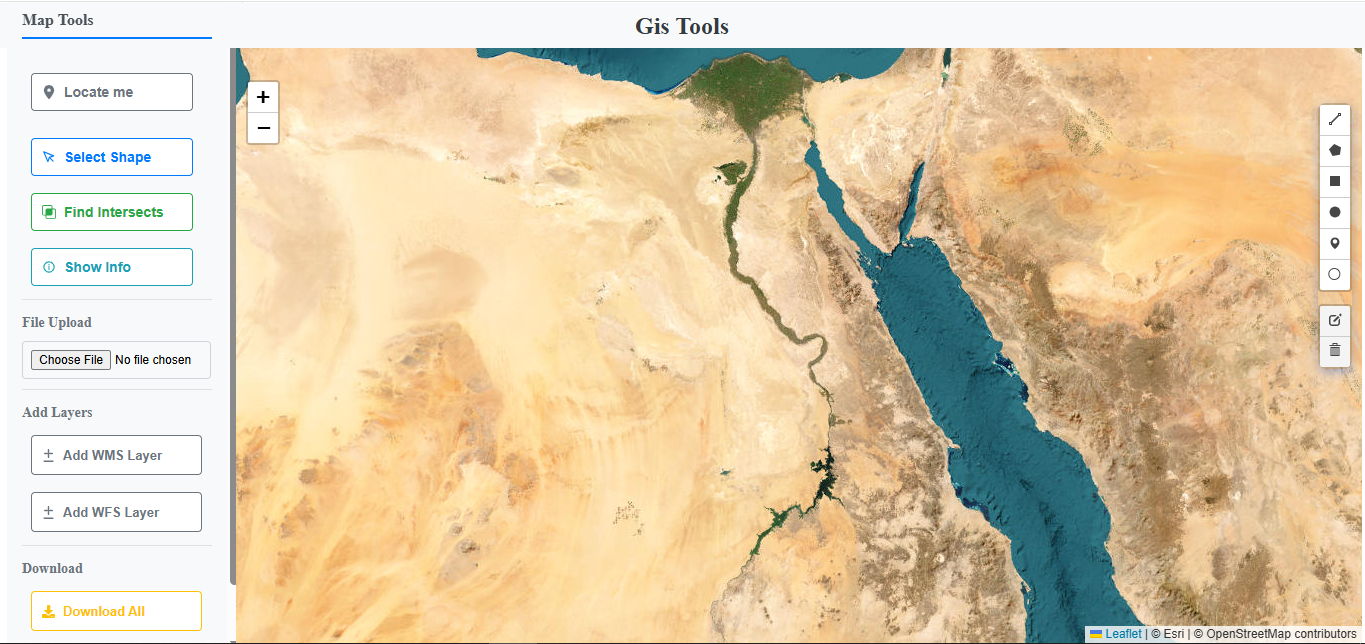 Map Tools
Gis Tools
Locate me
Select Shape
Find Intersects
Show Info
File Upload
Choose File No file chosen
Add Layers
Add WMS Layer
Add WFS Layer
Download
Download All
+
−
Leaflet | © Esri | © OpenStreetMap contributors